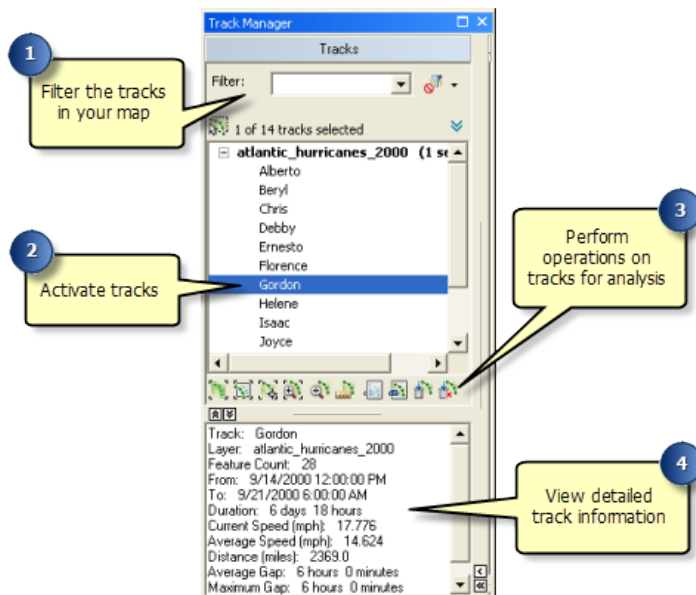 Track Manager
Tracks
1
Filter the tracks
in your map
Filter:
1 of 14 tracks selected
atlantic_hurricanes_2000 (1 se
Alberto
Beryl
Chris
Debby
Ernesto
Florence
Gordon
Helene
Isaac
Joyce
2
Activate tracks
3
Perform
operations on
tracks for analysis
Track: Gordon
Layer: atlantic_hurricanes_2000
Feature Count: 28
From: 9/14/2000 12:00:00 PM
To: 9/21/2000 6:00:00 AM
Duration: 6 days 18 hours
Current Speed (mph): 17.776
Average Speed (mph): 14.624
Distance (miles): 2369.0
Average Gap: 6 hours 0 minutes
Maximum Gap: 6 hours 0 minutes
4
View detailed
track information